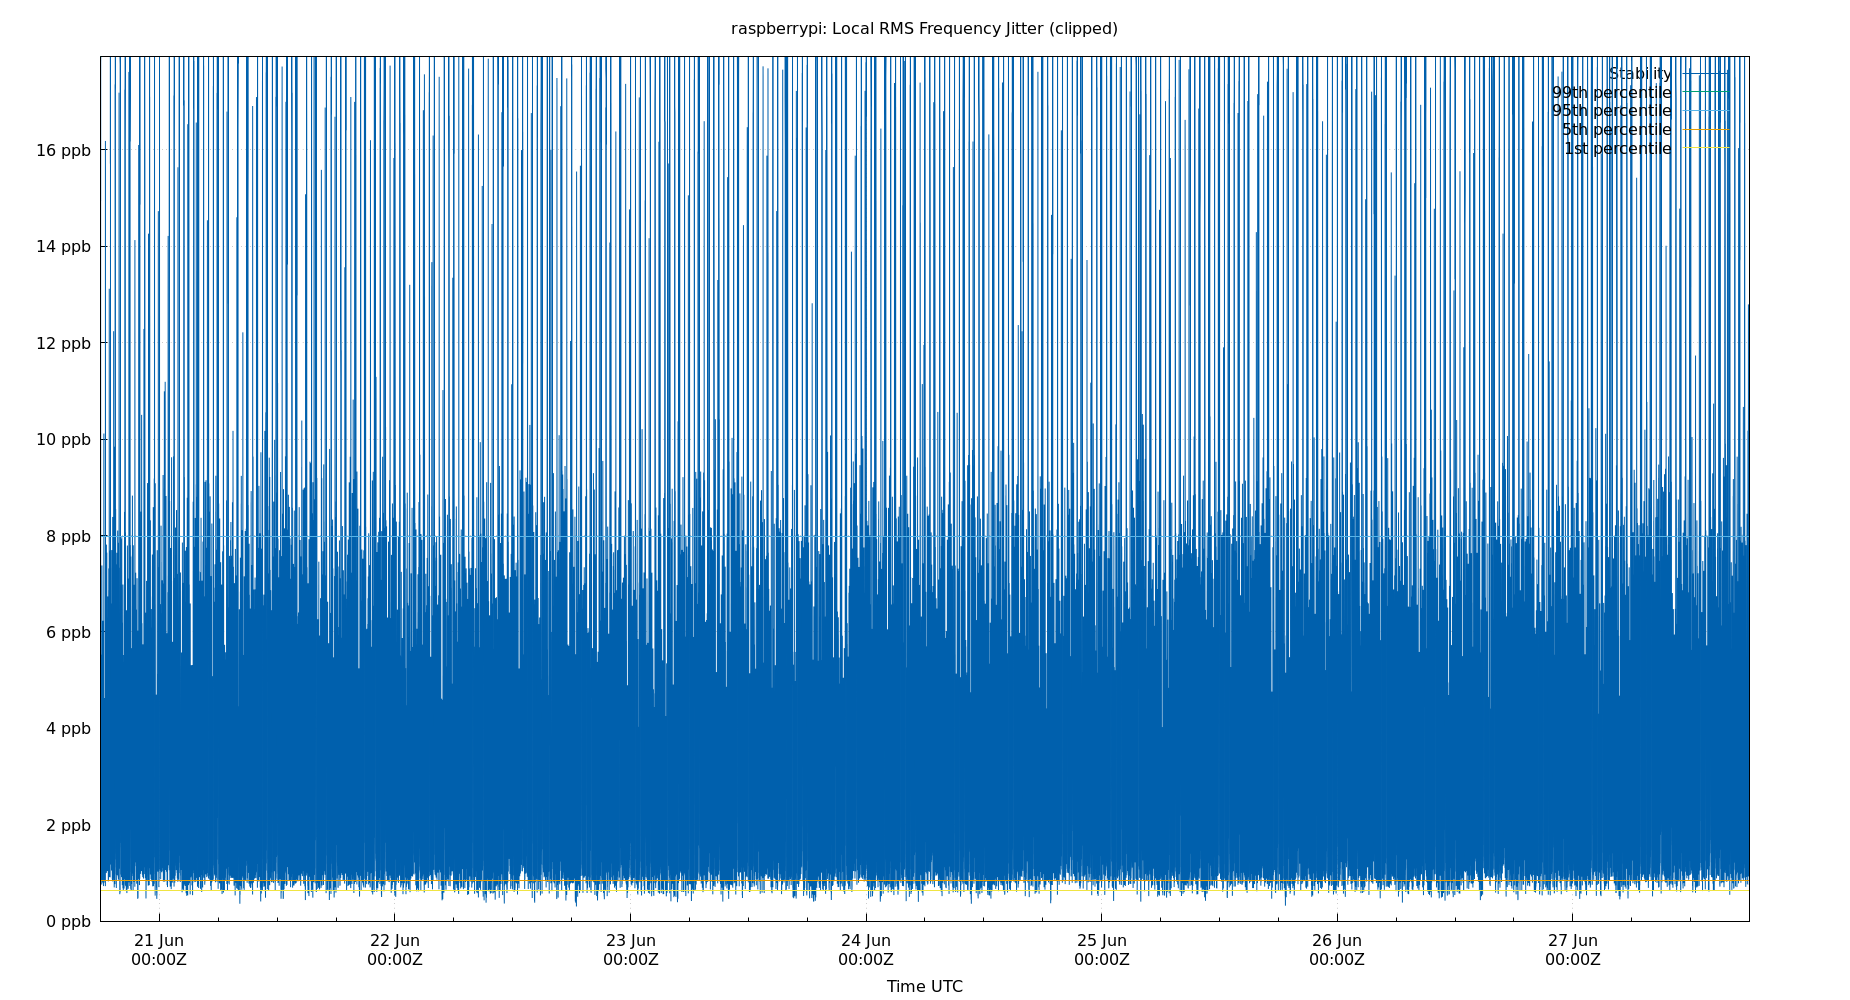 raspberrypi: Local RMS Frequency Jitter (clipped)
Stability
99th percentile
95th percentile
5th percentile
1st percentile
16 ppb
14 ppb
12 ppb
10 ppb
8 ppb
6 ppb
4 ppb
2 ppb
0 ppb
21 Jun 22 Jun 23 Jun 24 Jun 25 Jun 26 Jun 27 Jun
00:00Z 00:00Z 00:00Z 00:00Z 00:00Z 00:00Z 00:00Z
Time UTC